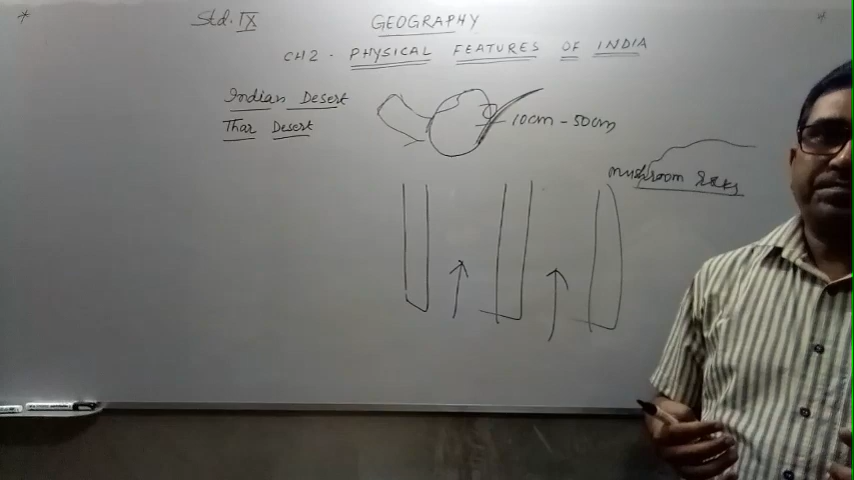 Std. IX
GEOGRAPHY
CH2 - PHYSICAL FEATURES OF INDIA
Indian Desert
Thar Desert
10cm - 50cm
mushroom